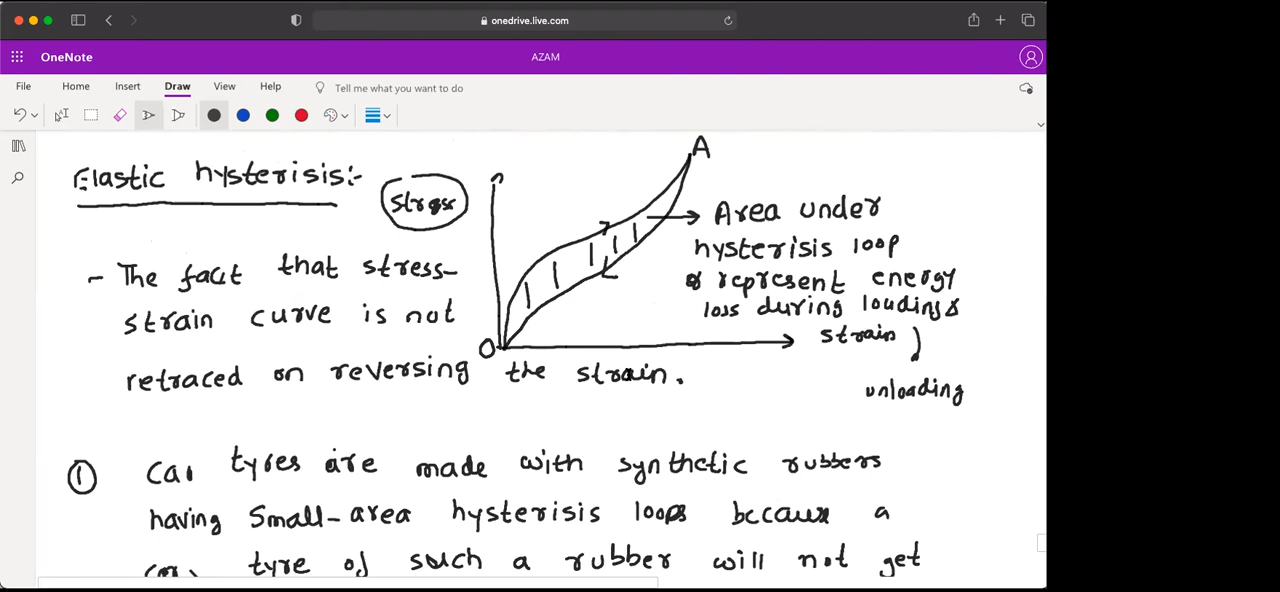 onedrive.live.com
OneNote
AZAM
File Home Insert Draw View Help Tell me what you want to do
Elastic hysterisis:-
stress
A
→ Area under
hysterisis loop
represent energy
loss during loading &
strain
unloading
O
- The fact that stress-
strain curve is not
retraced on reversing the strain.
① Car tyres are made with synthetic rubbers
having small-area hysterisis loops because a
car tyre of such a rubber will not get